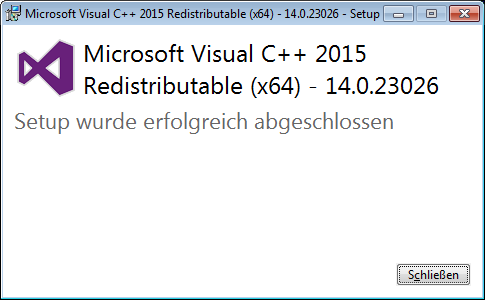 Microsoft Visual C++ 2015 Redistributable (x64) - 14.0.23026 - Setup
Microsoft Visual C++ 2015
Redistributable (x64) - 14.0.23026
Setup wurde erfolgreich abgeschlossen
Schließen